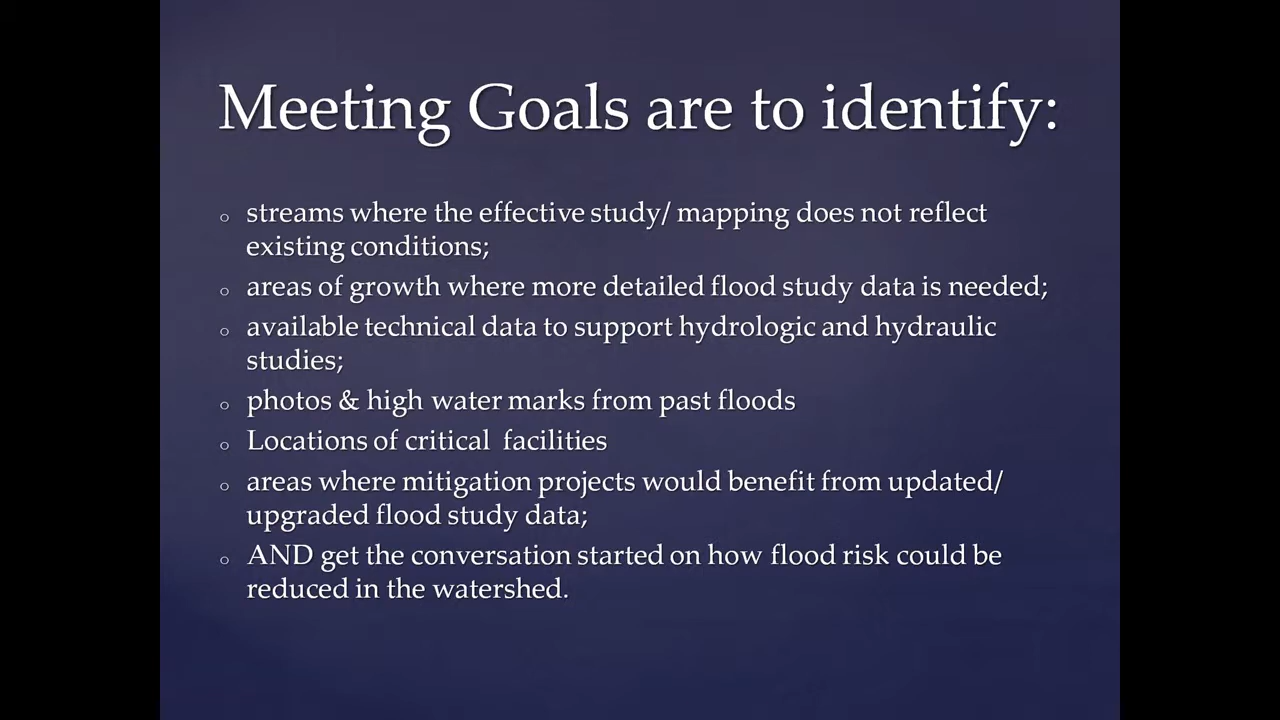 Meeting Goals are to identify:
streams where the effective study/ mapping does not reflect
existing conditions;
areas of growth where more detailed flood study data is needed;
available technical data to support hydrologic and hydraulic
studies;
photos & high water marks from past floods
Locations of critical  facilities
areas where mitigation projects would benefit from updated/
upgraded flood study data;
AND get the conversation started on how flood risk could be
reduced in the watershed.